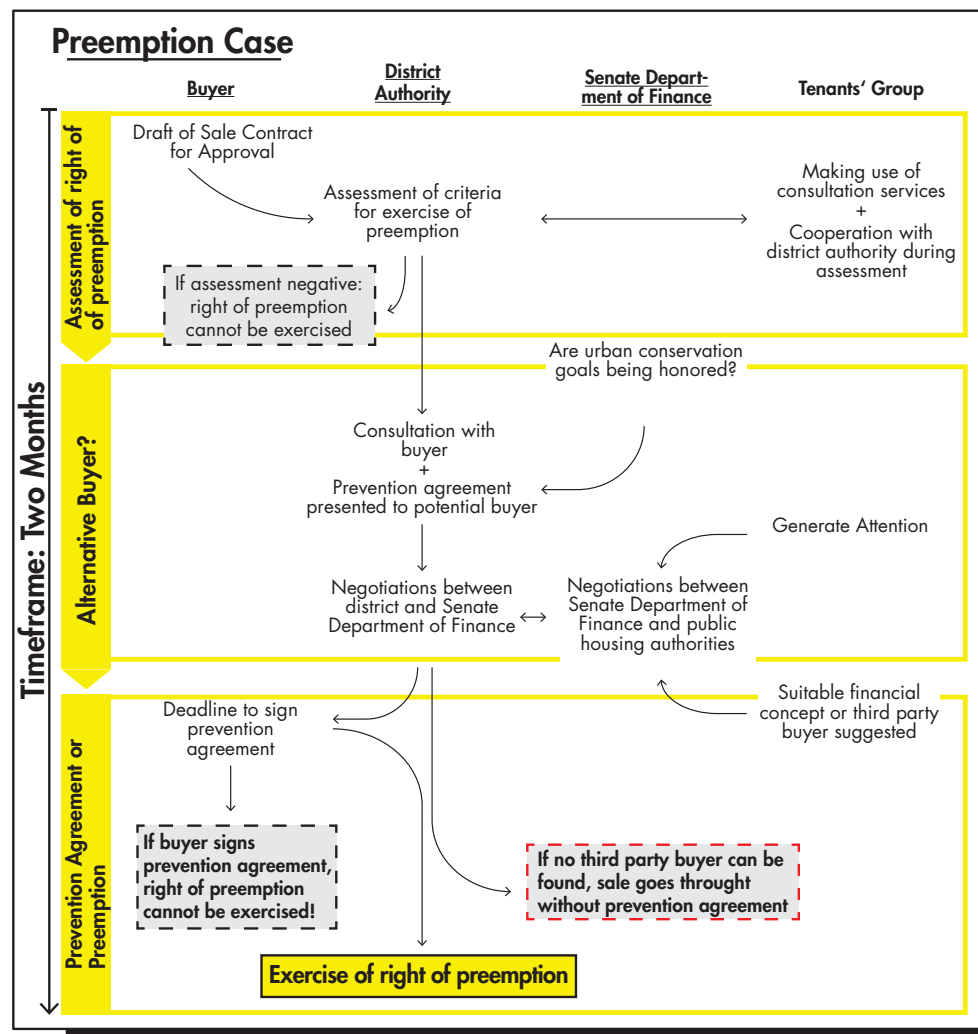 Preemption Case
Buyer
District
Authority
Senate Depart-
ment of Finance
Tenants‘ Group
Timeframe: Two Months
Assessment of right
of preemption
Draft of Sale Contract
for Approval
Assessment of criteria
for exercise of
preemption
Making use of
consultation services
+
Cooperation with
district authority during
assessment
If assessment negative:
right of preemption
cannot be exercised
Alternative Buyer?
Are urban conservation
goals being honored?
Consultation with
buyer
+
Prevention agreement
presented to potential buyer
Generate Attention
Negotiations between
district and Senate
Department of Finance
Negotiations between
Senate Department of
Finance and public
housing authorities
Prevention Agreement or
Preemption
Suitable financial
concept or third party
buyer suggested
Deadline to sign
prevention
agreement
If buyer signs
prevention agreement,
right of preemption
cannot be exercised!
If no third party buyer can be
found, sale goes throught
without prevention agreement
Exercise of right of preemption